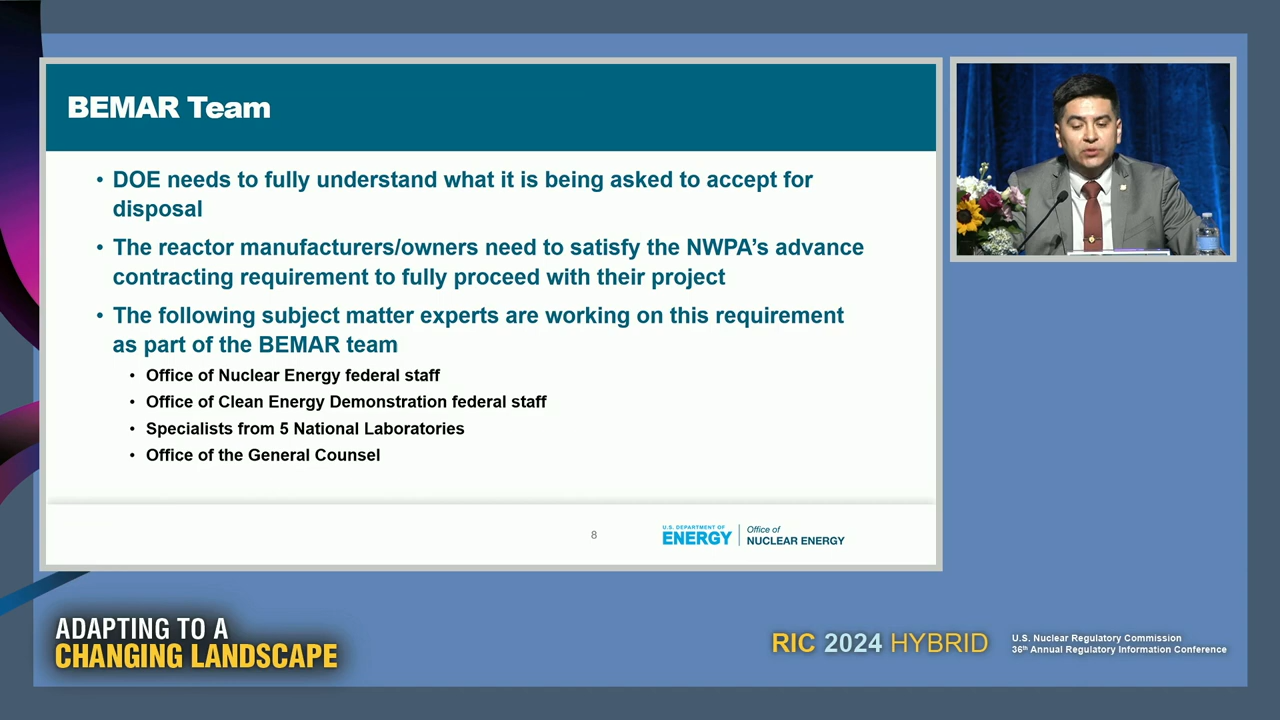 BEMAR Team
• DOE needs to fully understand what it is being asked to accept for
disposal
• The reactor manufacturers/owners need to satisfy the NWPA's advance
contracting requirement to fully proceed with their project
• The following subject matter experts are working on this requirement
as part of the BEMAR team
• Office of Nuclear Energy federal staff
• Office of Clean Energy Demonstration federal staff
• Specialists from 5 National Laboratories
• Office of the General Counsel
8
U.S. DEPARTMENT OF
ENERGY
Office of
NUCLEAR ENERGY
ADAPTING TO A
CHANGING LANDSCAPE
RIC 2024 HYBRID
U.S. Nuclear Regulatory Commission
36th Annual Regulatory Information Conference